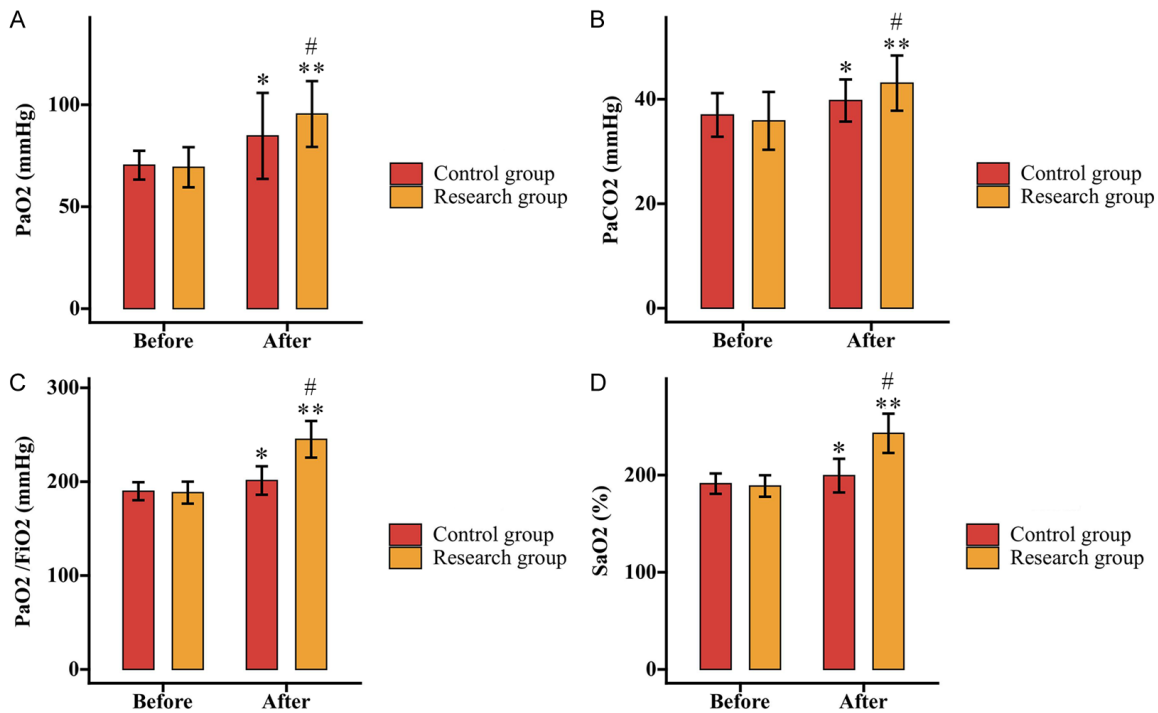 A
PaO2 (mmHg)
100
50
0
*
#
**
Before
After
Control group
Research group
B
PaCO2 (mmHg)
40
20
0
*
#
**
Before
After
Control group
Research group
C
PaO2 /FiO2 (mmHg)
300
200
100
0
*
#
**
Before
After
Control group
Research group
D
SaO2 (%)
200
100
0
*
#
**
Before
After
Control group
Research group